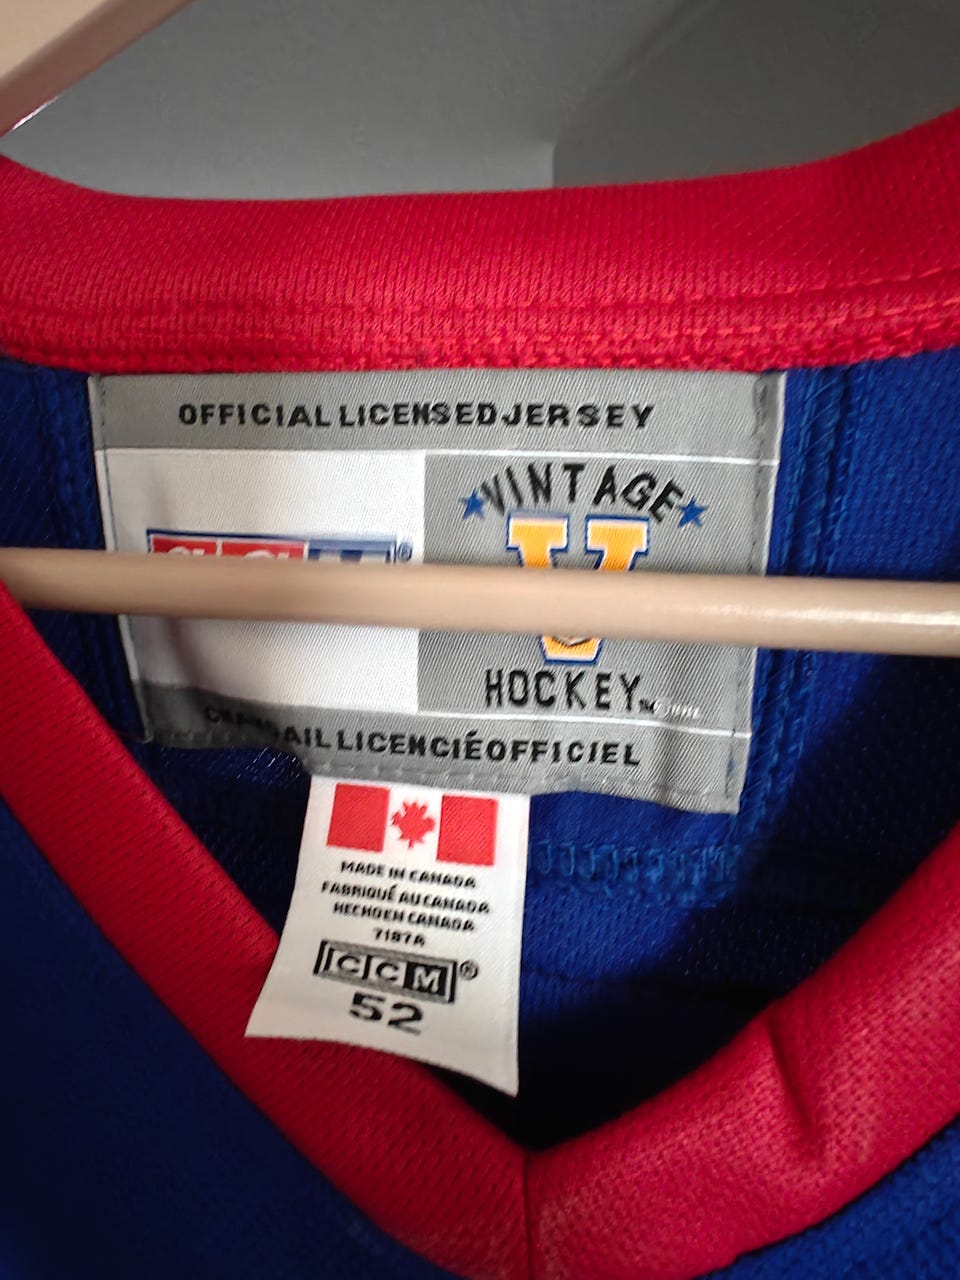 OFFICIAL LICENSED JERSEY
VINTAGE
V
HOCKEY
LICENCIÉ OFFICIEL
MADE IN CANADA
FABRIQUÉ AU CANADA
HECHO EN CANADA
7187A
CCM®
52